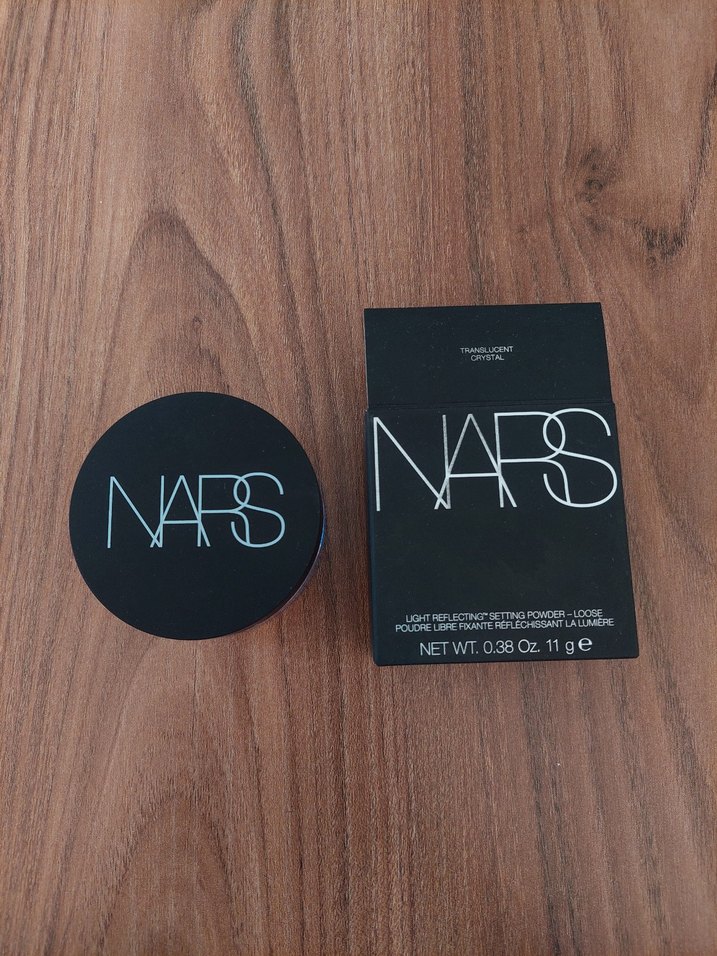 NARS
TRANSLUCENT
CRYSTAL
NARS
LIGHT REFLECTING™ SETTING POWDER – LOOSE
POUDRE LIBRE FIXANTE RÉFLÉCHISSANT LA LUMIÈRE
NET WT. 0.38 Oz. 11 g ℮